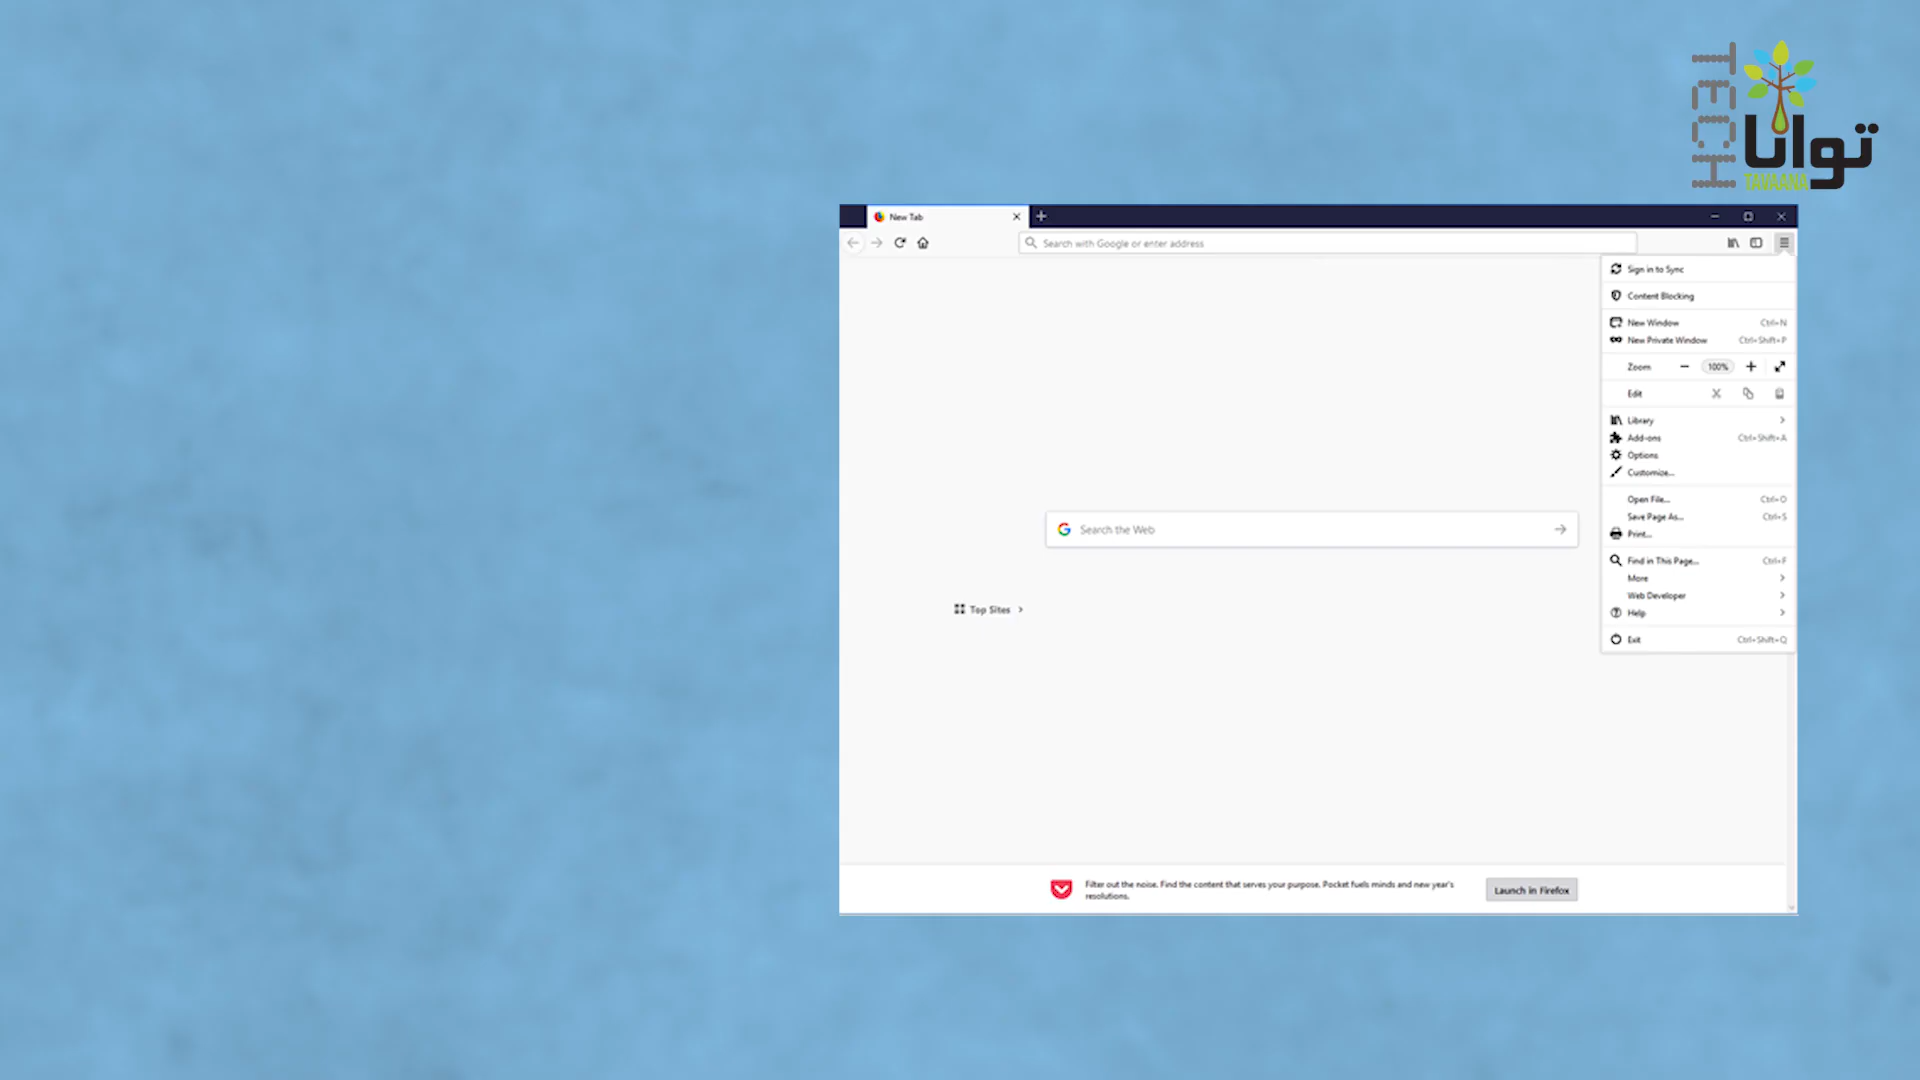 TECH
توانا
TAVAANA
New Tab
Search with Google or enter address
Sign in to Sync
Content Blocking
New Window Ctrl+N
New Private Window Ctrl+Shift+P
Zoom 100%
Edit
Library
Add-ons Ctrl+Shift+A
Options
Customize...
Open File... Ctrl+O
Save Page As... Ctrl+S
Print...
Find in This Page... Ctrl+F
More
Web Developer
Help
Exit Ctrl+Shift+Q
Search the Web
Top Sites
Filter out the noise. Find the content that serves your purpose. Pocket fuels minds and new year's
resolutions.
Launch in Firefox